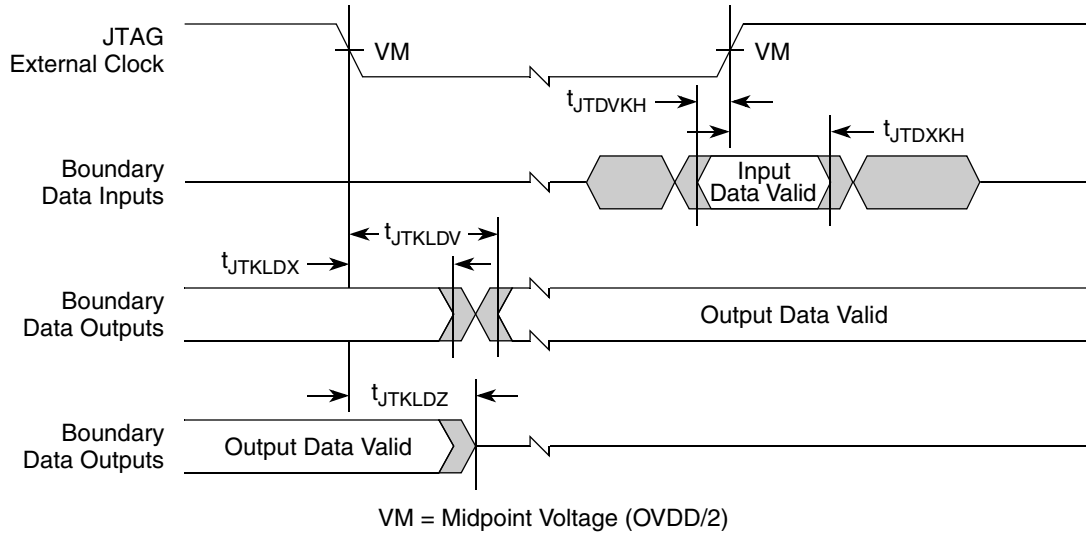 JTAG
External Clock
VM
VM
tJTDVKH
tJTDXKH
Boundary
Data Inputs
Input
Data Valid
tJTKLDV
tJTKLDX
Boundary
Data Outputs
Output Data Valid
tJTKLDZ
Boundary
Data Outputs
Output Data Valid
VM = Midpoint Voltage (OVDD/2)